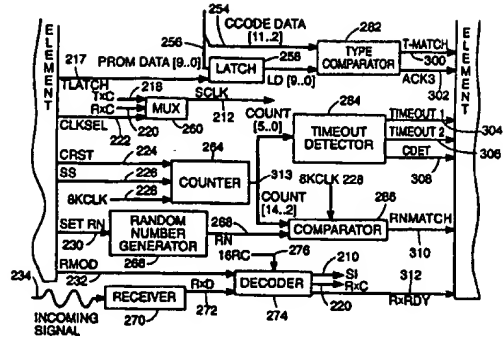 254
CCODE DATA
[11..2]
282
ELEMENT
256
258
TYPE
COMPARATOR
T-MATCH
ELEMENT
PROM DATA [9..0]
LATCH
300
217
LD [9..0]
ACK3
TLATCH
302
TxC
218
SCLK
RxC
220
MUX
212
COUNT
[5..0]
284
TIMEOUT 1
304
CLKSEL
222
260
TIMEOUT
DETECTOR
TIMEOUT 2
306
CRST
224
264
CDET
SS
226
COUNTER
313
308
8KCLK
228
8KCLK 228
286
COUNT
[14..2]
SET RN
RANDOM
NUMBER
GENERATOR
268
RN
COMPARATOR
RNMATCH
230
310
268
276
16RC
210
RMOD
232
SI
312
234
RxD
DECODER
RxC
220
RxRDY
RECEIVER
272
274
INCOMING
SIGNAL
270